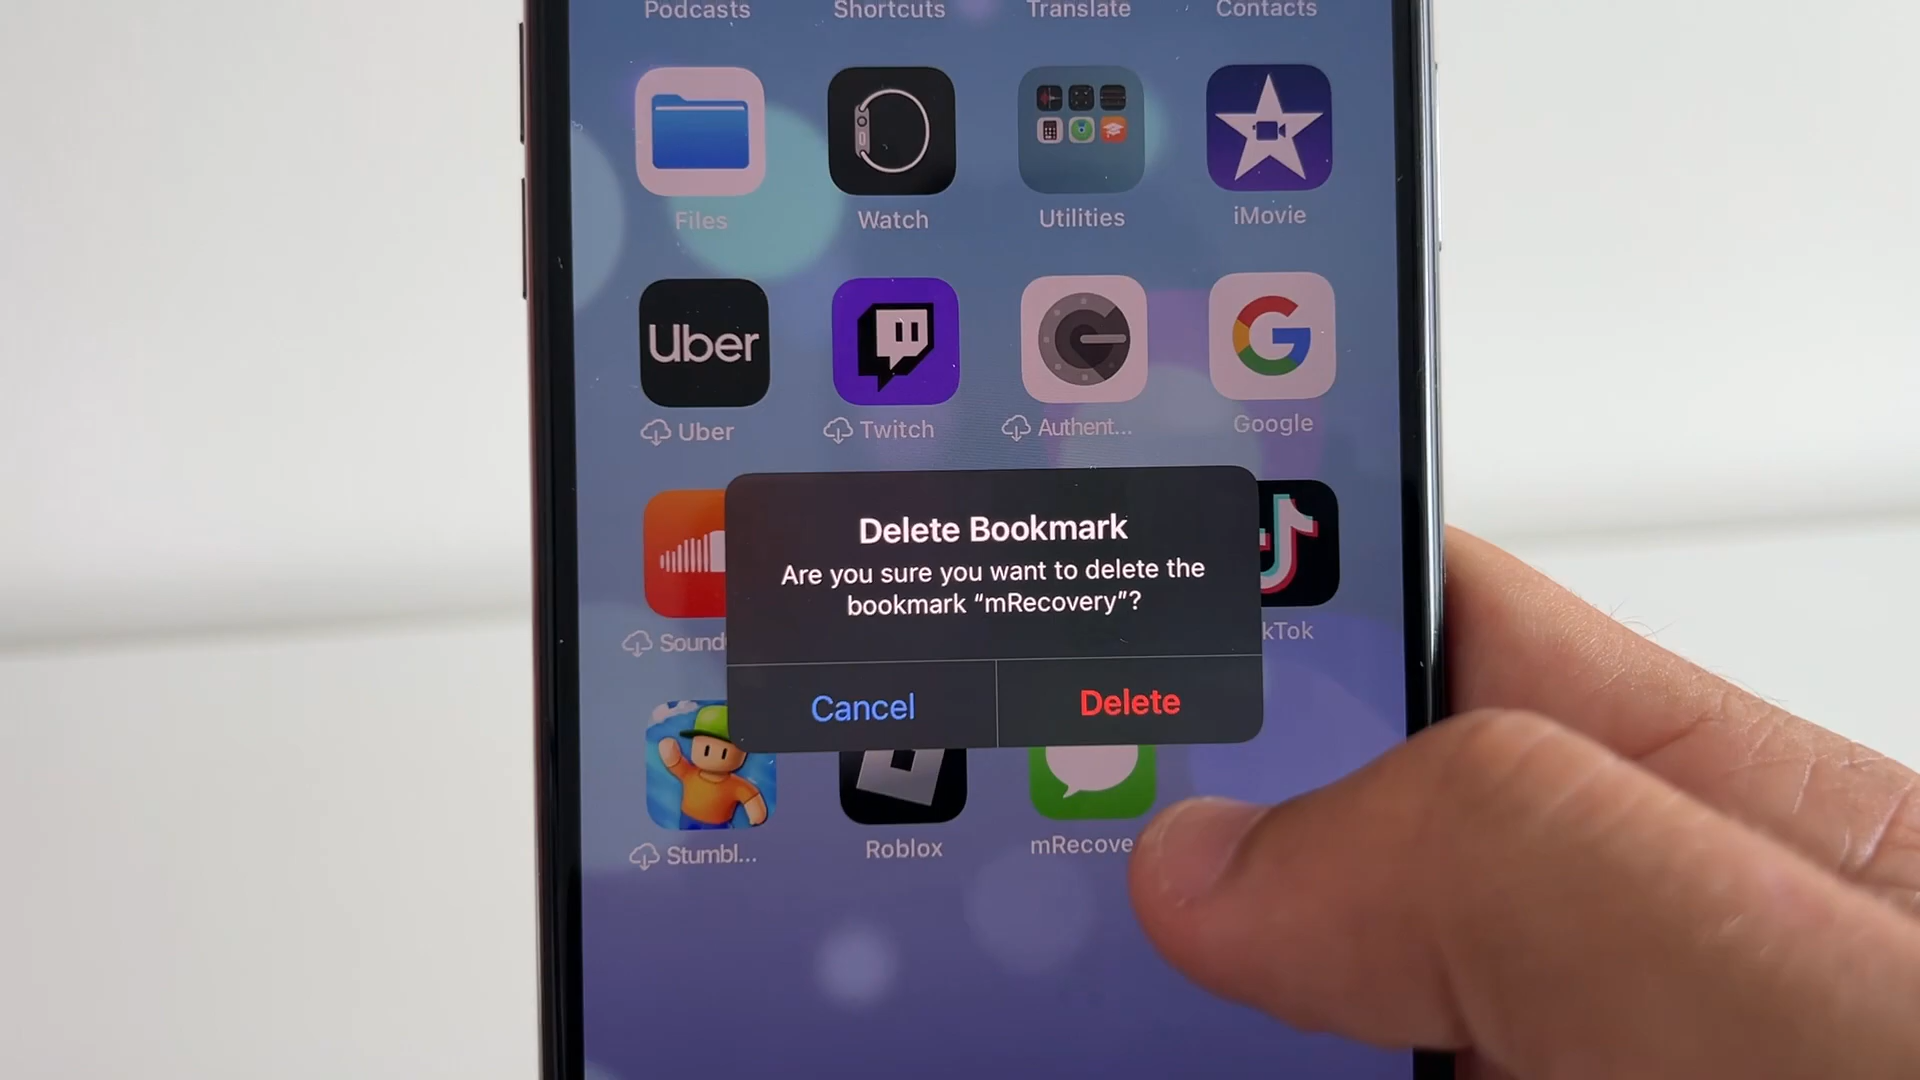 Podcasts Shortcuts Translate Contacts
Files Watch Utilities iMovie
Uber
Uber Twitch Authent... Google
Delete Bookmark
Are you sure you want to delete the
bookmark “mRecovery”?
Sound kTok
Cancel Delete
Stumbl... Roblox mRecove